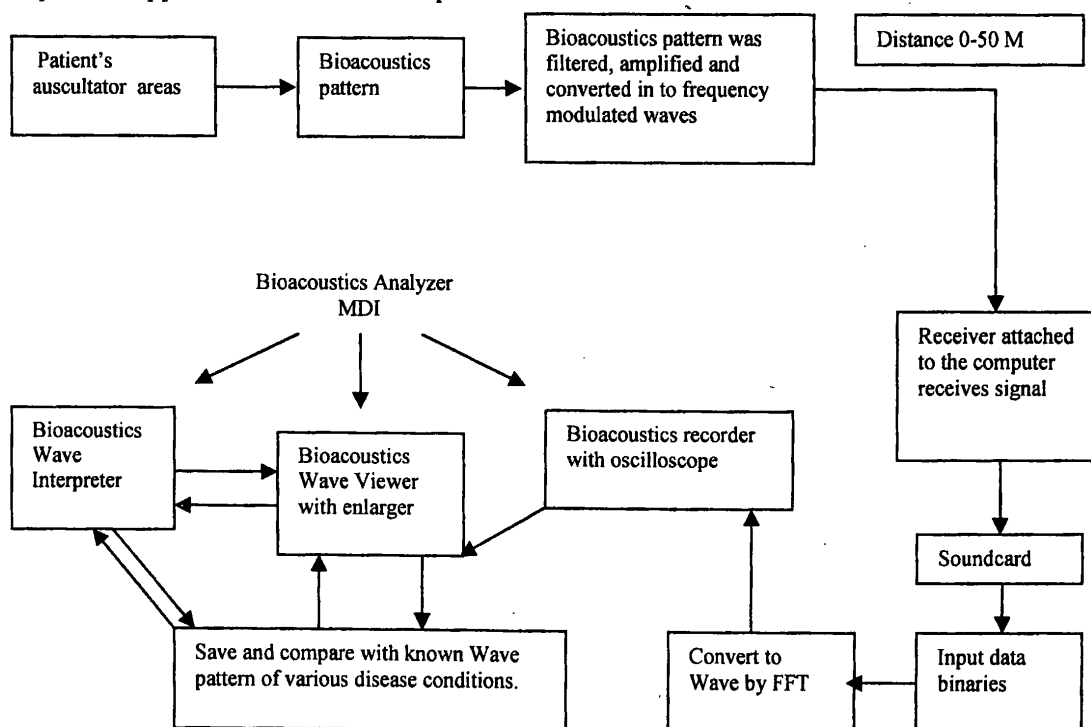 Patient's
auscultator areas
Bioacoustics
pattern
Bioacoustics pattern was
filtered, amplified and
converted in to frequency
modulated waves
Distance 0-50 M
Bioacoustics Analyzer
MDI
Receiver attached
to the computer
receives signal
Bioacoustics
Wave
Interpreter
Bioacoustics
Wave Viewer
with enlarger
Bioacoustics recorder
with oscilloscope
Soundcard
Save and compare with known Wave
pattern of various disease conditions.
Convert to
Wave by FFT
Input data
binaries